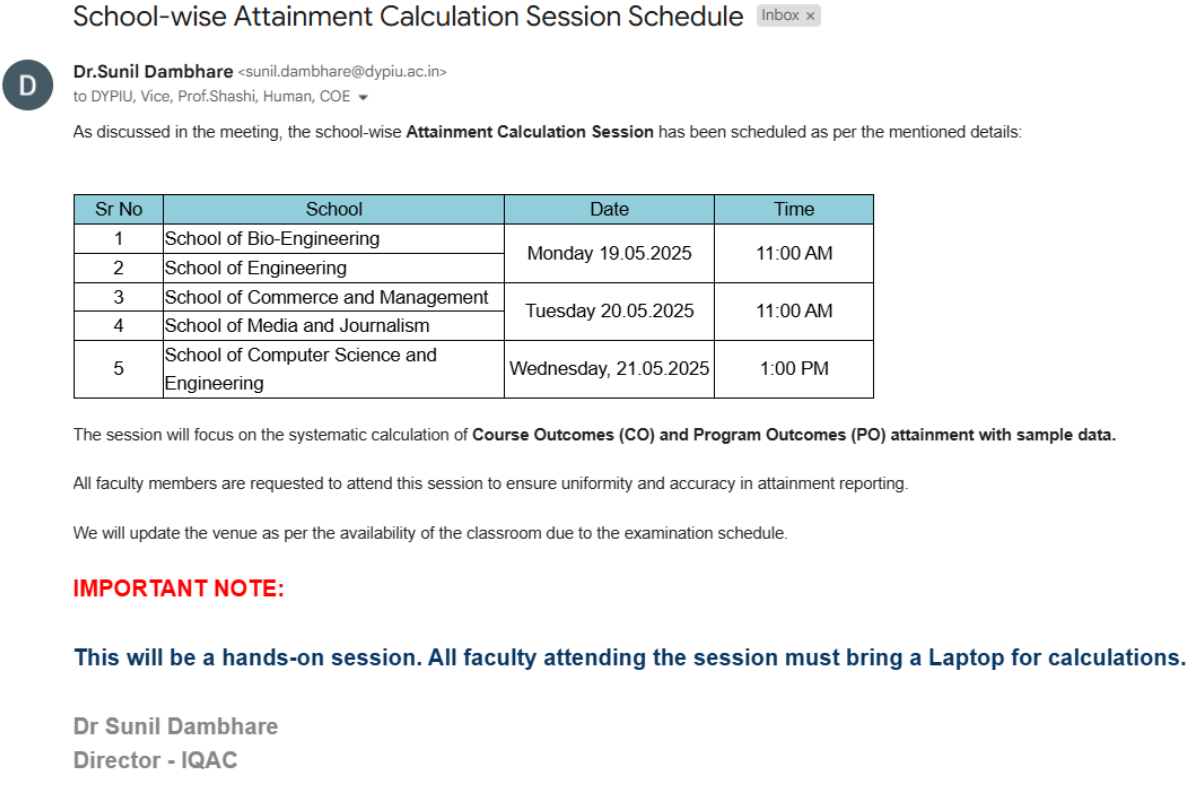 School-wise Attainment Calculation Session Schedule Inbox ×
D
Dr.Sunil Dambhare <sunil.dambhare@dypiu.ac.in>
to DYPIU, Vice, Prof.Shashi, Human, COE
As discussed in the meeting, the school-wise Attainment Calculation Session has been scheduled as per the mentioned details:
Sr No School Date Time
1 School of Bio-Engineering
Monday 19.05.2025 11:00 AM
2 School of Engineering
3 School of Commerce and Management
Tuesday 20.05.2025 11:00 AM
4 School of Media and Journalism
School of Computer Science and
5 Wednesday, 21.05.2025 1:00 PM
Engineering
The session will focus on the systematic calculation of Course Outcomes (CO) and Program Outcomes (PO) attainment with sample data.
All faculty members are requested to attend this session to ensure uniformity and accuracy in attainment reporting.
We will update the venue as per the availability of the classroom due to the examination schedule.
IMPORTANT NOTE:
This will be a hands-on session. All faculty attending the session must bring a Laptop for calculations.
Dr Sunil Dambhare
Director - IQAC